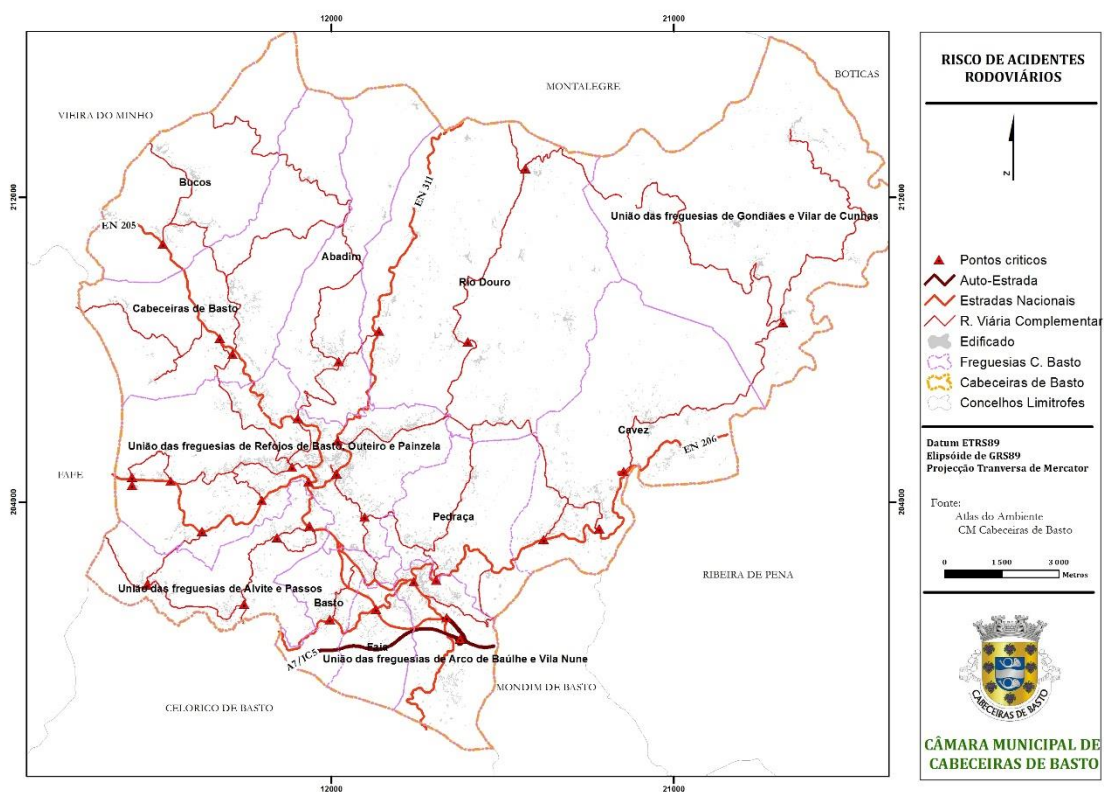 12000
21000
BOTICAS
MONTALEGRE
VIEIRA DO MINHO
212000
212000
Bucos
EN 311
União das freguesias de Gondiães e Vilar de Cunhas
EN 205
Abadim
Rio Douro
Cabeceiras de Basto
Cavez
EN 206
União das freguesias de Refojos de Basto, Outeiro e Painzela
FAFE
204000
204000
Pedraça
RIBEIRA DE PENA
União das freguesias de Alvite e Passos
Basto
Faia
A7/IC5
União das freguesias de Arco de Baúlhe e Vila Nune
MONDIM DE BASTO
CELORICO DE BASTO
12000
21000
RISCO DE ACIDENTES
RODOVIÁRIOS
N
Pontos criticos
Auto-Estrada
Estradas Nacionais
R. Viária Complementar
Edificado
Freguesias C. Basto
Cabeceiras de Basto
Concelhos Limitrofes
Datum ETRS89
Elipsóide de GRS89
Projecção Tranversa de Mercator
Fonte:
Atlas do Ambiente
CM Cabeceiras de Basto
0 1 500 3 000
Metros
CABECEIRAS DE BASTO
CÂMARA MUNICIPAL DE
CABECEIRAS DE BASTO